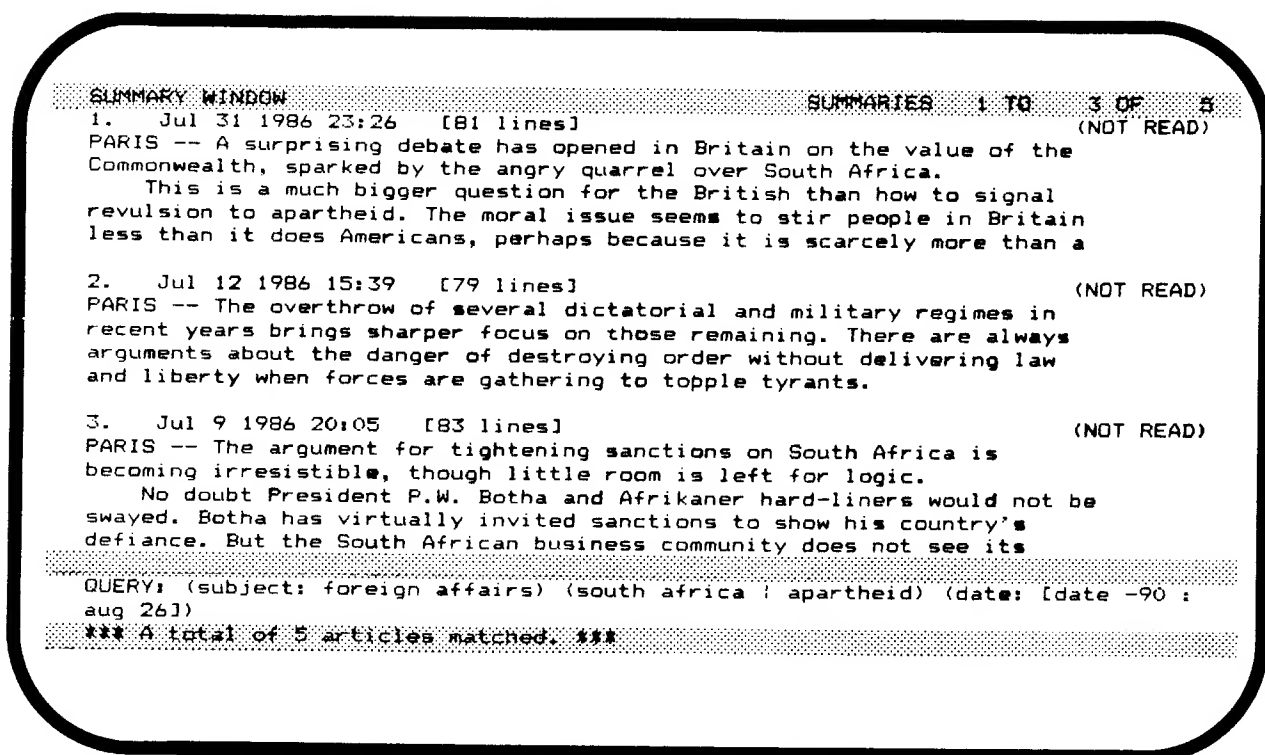 SUMMARY WINDOW SUMMARIES 1 TO 3 OF 5
1. Jul 31 1986 23:26 [81 lines] (NOT READ)
PARIS -- A surprising debate has opened in Britain on the value of the
Commonwealth, sparked by the angry quarrel over South Africa.
This is a much bigger question for the British than how to signal
revulsion to apartheid. The moral issue seems to stir people in Britain
less than it does Americans, perhaps because it is scarcely more than a
2. Jul 12 1986 15:39 [79 lines] (NOT READ)
PARIS -- The overthrow of several dictatorial and military regimes in
recent years brings sharper focus on those remaining. There are always
arguments about the danger of destroying order without delivering law
and liberty when forces are gathering to topple tyrants.
3. Jul 9 1986 20:05 [83 lines] (NOT READ)
PARIS -- The argument for tightening sanctions on South Africa is
becoming irresistible, though little room is left for logic.
No doubt President P.W. Botha and Afrikaner hard-liners would not be
swayed. Botha has virtually invited sanctions to show his country's
defiance. But the South African business community does not see its
QUERY: (subject: foreign affairs) (south africa | apartheid) (date: [date -90 :
aug 26])
*** A total of 5 articles matched. ***